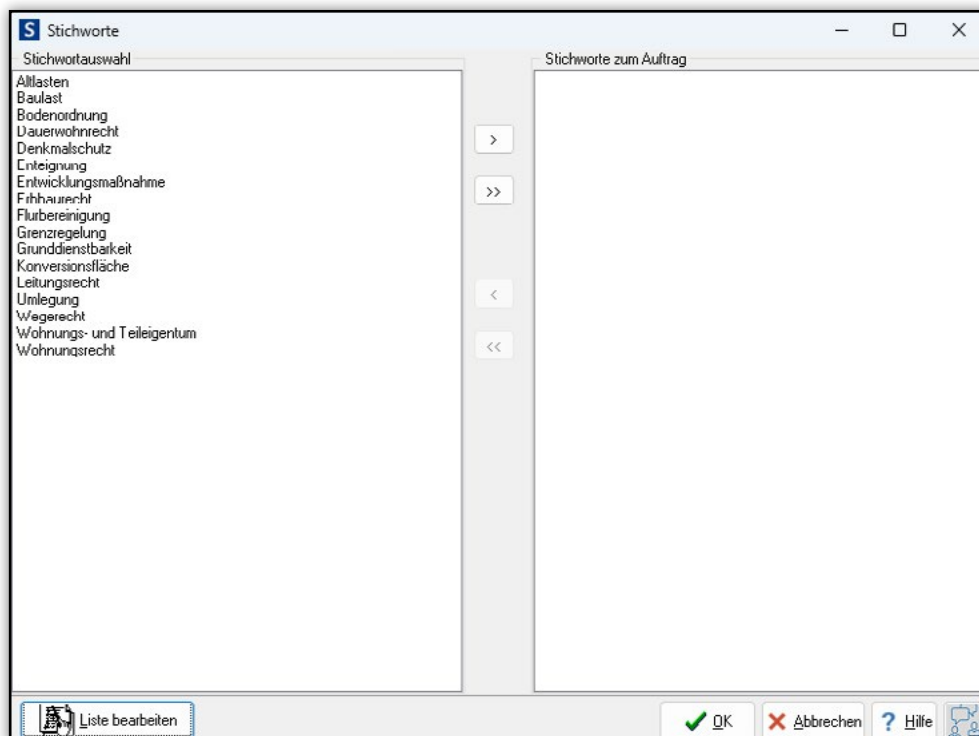 S Stichworte
Stichwortauswahl
Altlasten
Baulast
Bodenordnung
Dauerwohnrecht
Denkmalschutz
Enteignung
Entwicklungsmaßnahme
Erbbaurecht
Flurbereinigung
Grenzregelung
Grunddienstbarkeit
Konversionsfläche
Leitungsrecht
Umlegung
Wegerecht
Wohnungs- und Teileigentum
Wohnungsrecht
>
>>
<
<<
Stichworte zum Auftrag
Liste bearbeiten
OK
Abbrechen
? Hilfe